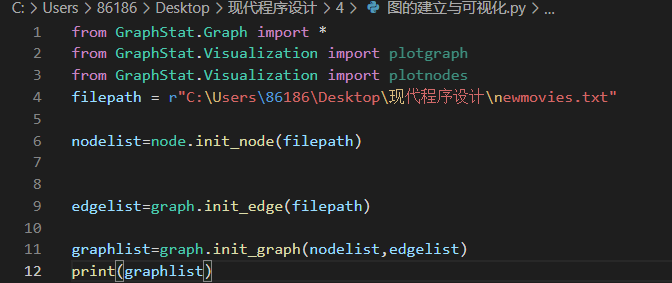 C: > Users > 86186 > Desktop > 现代程序设计 > 4 > 图的建立与可视化.py > ...
1 from GraphStat.Graph import *
2 from GraphStat.Visualization import plotgraph
3 from GraphStat.Visualization import plotnodes
4 filepath = r"C:\Users\86186\Desktop\现代程序设计\newmovies.txt"
5
6 nodelist=node.init_node(filepath)
7
8
9 edgelist=graph.init_edge(filepath)
10
11 graphlist=graph.init_graph(nodelist,edgelist)
12 print(graphlist)